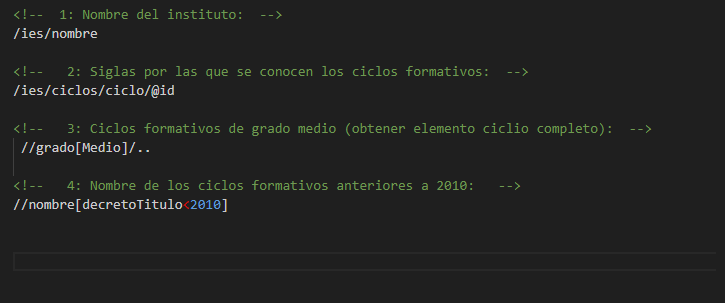 <!--  1: Nombre del instituto:  -->
/ies/nombre
<!--   2: Siglas por las que se conocen los ciclos formativos:  -->
/ies/ciclos/ciclo/@id
<!--   3: Ciclos formativos de grado medio (obtener elemento ciclio completo):  -->
//grado[Medio]/..
<!--   4: Nombre de los ciclos formativos anteriores a 2010:   -->
//nombre[decretoTitulo<2010]